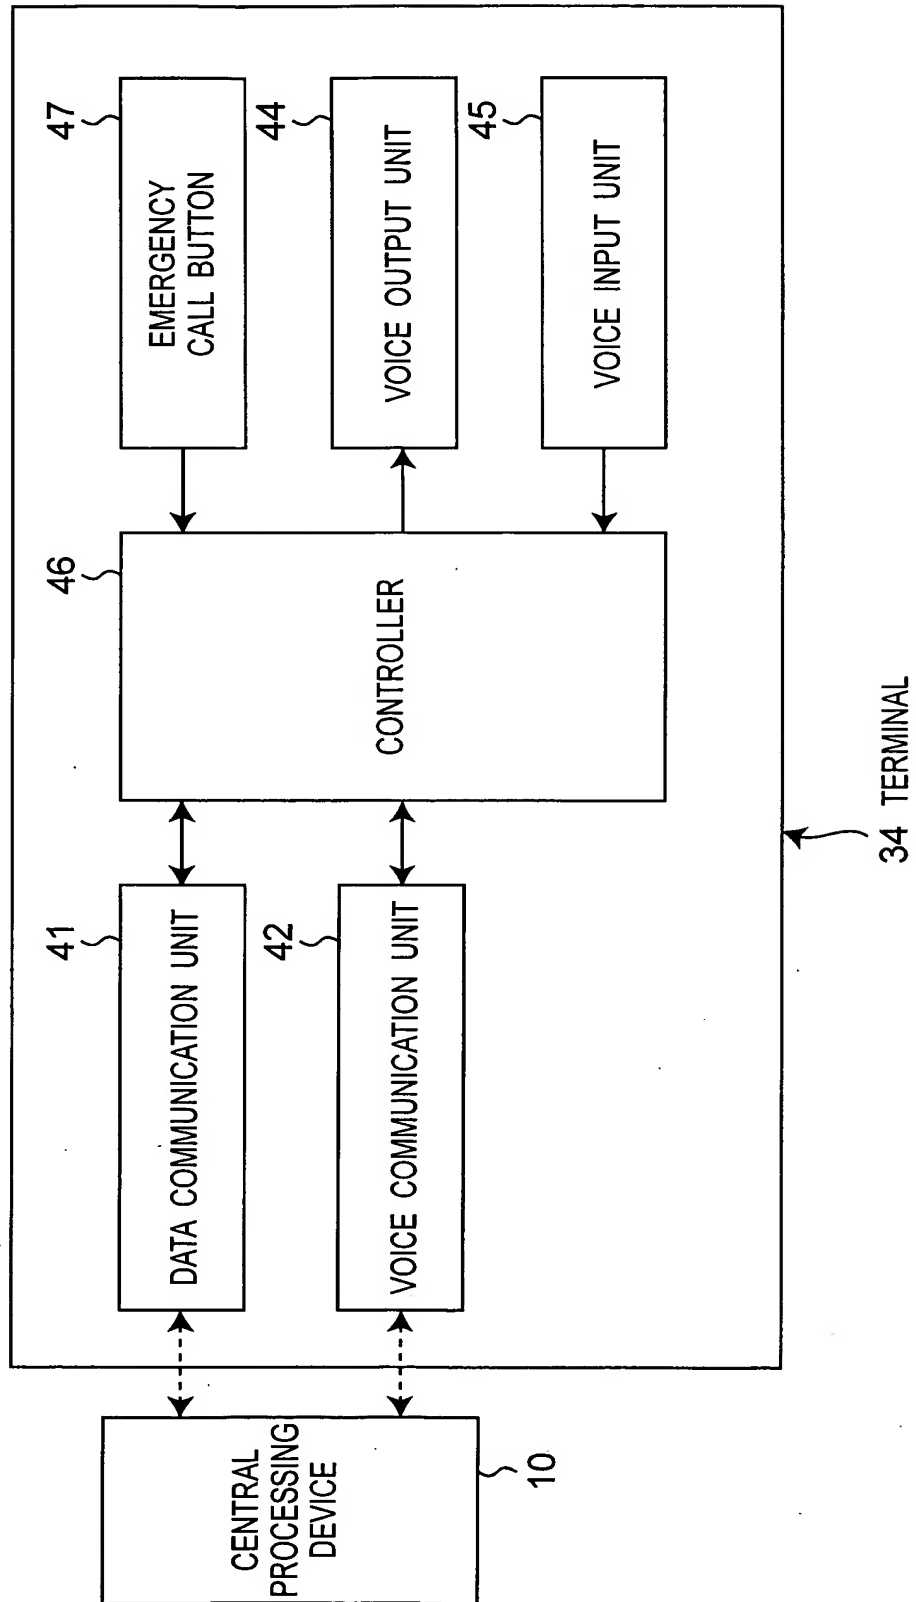 CENTRAL
PROCESSING
DEVICE
10
41
DATA COMMUNICATION UNIT
42
VOICE COMMUNICATION UNIT
46
CONTROLLER
47
EMERGENCY
CALL BUTTON
44
VOICE OUTPUT UNIT
45
VOICE INPUT UNIT
34 TERMINAL